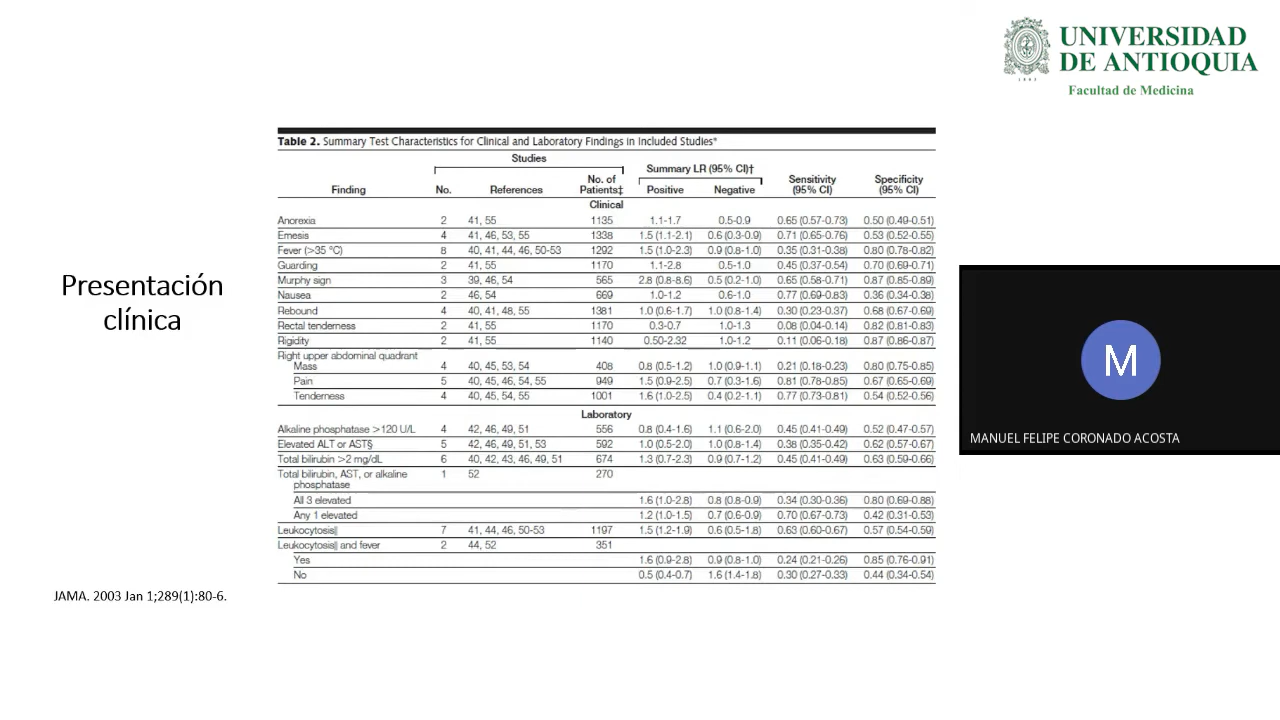 UNIVERSIDAD
DE ANTIOQUIA
1803
Facultad de Medicina
Presentación
clínica
Table 2. Summary Test Characteristics for Clinical and Laboratory Findings in Included Studies*
Studies
Summary LR (95% CI)†
Finding No. References No. of Patients‡ Positive Negative Sensitivity (95% CI) Specificity (95% CI)
Clinical
Anorexia 2 41, 55 1135 1.1-1.7 0.5-0.9 0.65 (0.57-0.73) 0.50 (0.49-0.51)
Emesis 4 41, 46, 53, 55 1338 1.5 (1.1-2.1) 0.6 (0.3-0.9) 0.71 (0.65-0.76) 0.53 (0.52-0.55)
Fever (>35 °C) 8 40, 41, 44, 46, 50-53 1292 1.5 (1.0-2.3) 0.9 (0.8-1.0) 0.35 (0.31-0.38) 0.80 (0.78-0.82)
Guarding 2 41, 55 1170 1.1-2.8 0.5-1.0 0.45 (0.37-0.54) 0.70 (0.69-0.71)
Murphy sign 3 39, 46, 54 565 2.8 (0.8-8.6) 0.5 (0.2-1.0) 0.65 (0.58-0.71) 0.87 (0.85-0.89)
Nausea 2 46, 54 669 1.0-1.2 0.6-1.0 0.77 (0.69-0.83) 0.36 (0.34-0.38)
Rebound 4 40, 41, 48, 55 1381 1.0 (0.6-1.7) 1.0 (0.8-1.4) 0.30 (0.23-0.37) 0.68 (0.67-0.69)
Rectal tenderness 2 41, 55 1170 0.3-0.7 1.0-1.3 0.08 (0.04-0.14) 0.82 (0.81-0.83)
Rigidity 2 41, 55 1140 0.50-2.32 1.0-1.2 0.11 (0.06-0.18) 0.87 (0.86-0.87)
Right upper abdominal quadrant
Mass 4 40, 45, 53, 54 408 0.8 (0.5-1.2) 1.0 (0.9-1.1) 0.21 (0.18-0.23) 0.80 (0.75-0.85)
Pain 5 40, 45, 46, 54, 55 949 1.5 (0.9-2.5) 0.7 (0.3-1.6) 0.81 (0.78-0.85) 0.67 (0.65-0.69)
Tenderness 4 40, 45, 54, 55 1001 1.6 (1.0-2.5) 0.4 (0.2-1.1) 0.77 (0.73-0.81) 0.54 (0.52-0.56)
Laboratory
Alkaline phosphatase >120 U/L 4 42, 46, 49, 51 556 0.8 (0.4-1.6) 1.1 (0.6-2.0) 0.45 (0.41-0.49) 0.52 (0.47-0.57)
Elevated ALT or AST§ 5 42, 46, 49, 51, 53 592 1.0 (0.5-2.0) 1.0 (0.8-1.4) 0.38 (0.35-0.42) 0.62 (0.57-0.67)
Total bilirubin >2 mg/dL 6 40, 42, 43, 46, 49, 51 674 1.3 (0.7-2.3) 0.9 (0.7-1.2) 0.45 (0.41-0.49) 0.63 (0.59-0.66)
Total bilirubin, AST, or alkaline 1 52 270
phosphatase
All 3 elevated 1.6 (1.0-2.8) 0.8 (0.8-0.9) 0.34 (0.30-0.36) 0.80 (0.69-0.88)
Any 1 elevated 1.2 (1.0-1.5) 0.7 (0.6-0.9) 0.70 (0.67-0.73) 0.42 (0.31-0.53)
Leukocytosis‖ 7 41, 44, 46, 50-53 1197 1.5 (1.2-1.9) 0.6 (0.5-1.8) 0.63 (0.60-0.67) 0.57 (0.54-0.59)
Leukocytosis‖ and fever 2 44, 52 351
Yes 1.6 (0.9-2.8) 0.9 (0.8-1.0) 0.24 (0.21-0.26) 0.85 (0.76-0.91)
No 0.5 (0.4-0.7) 1.6 (1.4-1.8) 0.30 (0.27-0.33) 0.44 (0.34-0.54)
M
MANUEL FELIPE CORONADO ACOSTA
JAMA. 2003 Jan 1;289(1):80-6.